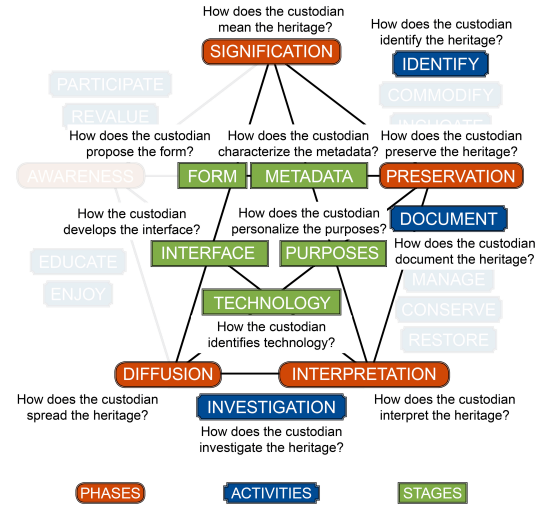 How does the custodian
mean the heritage?
SIGNIFICATION
How does the custodian
identify the heritage?
IDENTIFY
PARTICIPATE
COMMODIFY
REVALUE
How does the custodian
propose the form?
How does the custodian
characterize the metadata?
How does the custodian
preserve the heritage?
AWARENESS
FORM
METADATA
PRESERVATION
How the custodian
develops the interface?
How does the custodian
personalize the purposes?
DOCUMENT
How does the custodian
document the heritage?
INTERFACE
PURPOSES
EDUCATE
MANAGE
ENJOY
TECHNOLOGY
CONSERVE
How the custodian
identifies technology?
RESTORE
DIFFUSION
INTERPRETATION
How does the custodian
spread the heritage?
INVESTIGATION
How does the custodian
interpret the heritage?
How does the custodian
investigate the heritage?
PHASES
ACTIVITIES
STAGES